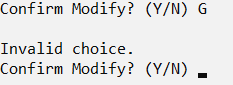 Confirm Modify? (Y/N) G
Invalid choice.
Confirm Modify? (Y/N)